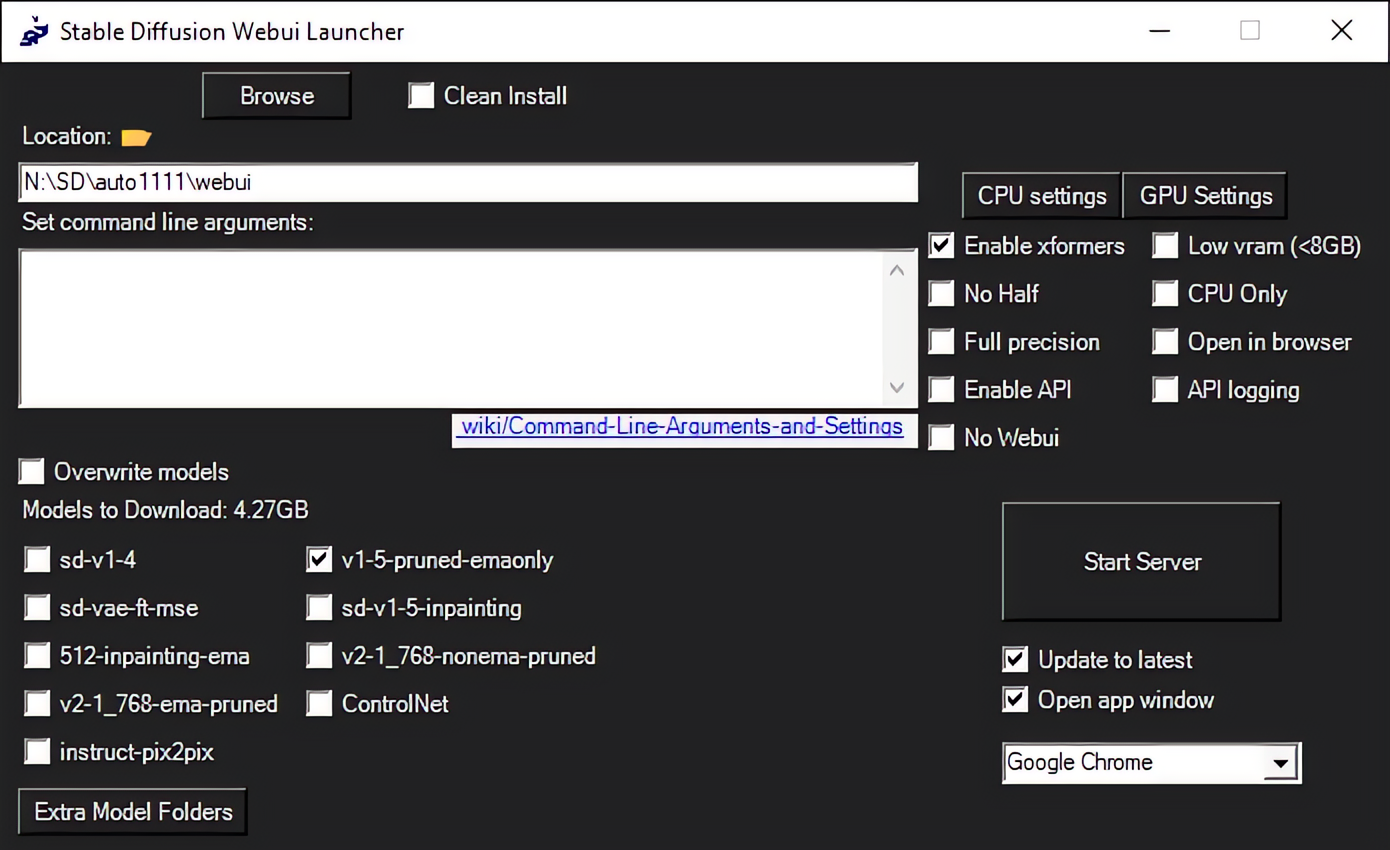 Stable Diffusion Webui Launcher
Browse
Clean Install
Location:
N:\SD\auto1111\webui
CPU settings
GPU Settings
Set command line arguments:
Enable xformers
Low vram (<8GB)
No Half
CPU Only
Full precision
Open in browser
Enable API
API logging
wiki/Command-Line-Arguments-and-Settings
No Webui
Overwrite models
Models to Download: 4.27GB
sd-v1-4
v1-5-pruned-emaonly
Start Server
sd-vae-ft-mse
sd-v1-5-inpainting
512-inpainting-ema
v2-1_768-nonema-pruned
Update to latest
v2-1_768-ema-pruned
ControlNet
Open app window
instruct-pix2pix
Google Chrome
Extra Model Folders